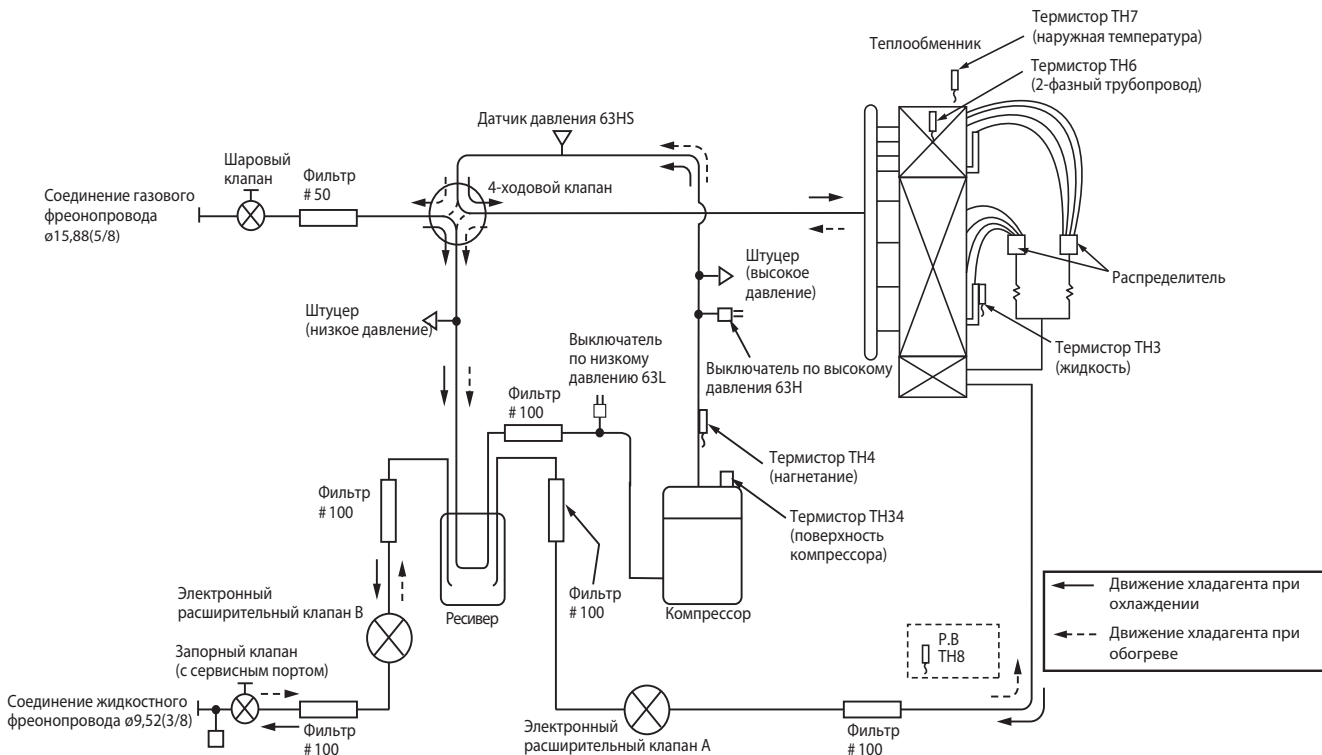 Термистор TH7
(наружная температура)
Теплообменник
Термистор TH6
(2-фазный трубопровод)
Датчик давления 63HS
Шаровый
клапан
Фильтр
# 50
4-ходовой клапан
Соединение газового
фреонопровода
ø15,88(5/8)
Штуцер
(высокое
давление)
Распределитель
Штуцер
(низкое давление)
Выключатель
по низкому
давлению 63L
Выключатель по высокому
давления 63H
Термистор TH3
(жидкость)
Фильтр
# 100
Термистор TH4
(нагнетание)
Фильтр
# 100
Термистор TH34
(поверхность
компрессора)
Фильтр
# 100
Электронный
расширительный клапан B
Ресивер
Компрессор
Движение хладагента при
охлаждении
Движение хладагента при
обогреве
P.B
TH8
Запорный клапан
(с сервисным портом)
Соединение жидкостного
фреонопровода ø9,52(3/8)
Фильтр
# 100
Электронный
расширительный клапан A
Фильтр
# 100